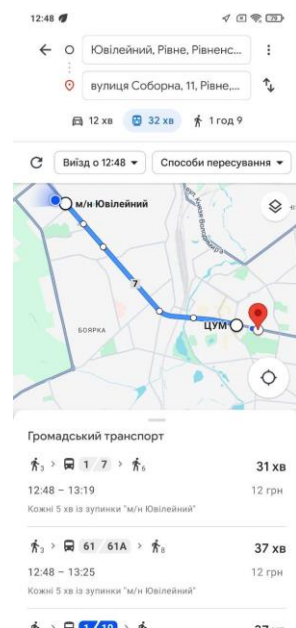 12:48
79
Ювілейний, Рівне, Рівненс...
вулиця Соборна, 11, Рівне,...
12 хв 32 хв 1 год 9
Виїзд о 12:48 Способи пересування
м/н Ювілейний
7
БОЯРКА
ЦУМ
Громадський транспорт
3 1 / 7 6 31 хв
12:48 – 13:19 12 грн
Кожні 5 хв із зупинки "м/н Ювілейний"
3 61 / 61А 8 37 хв
12:48 – 13:25 12 грн
Кожні 5 хв із зупинки "м/н Ювілейний"